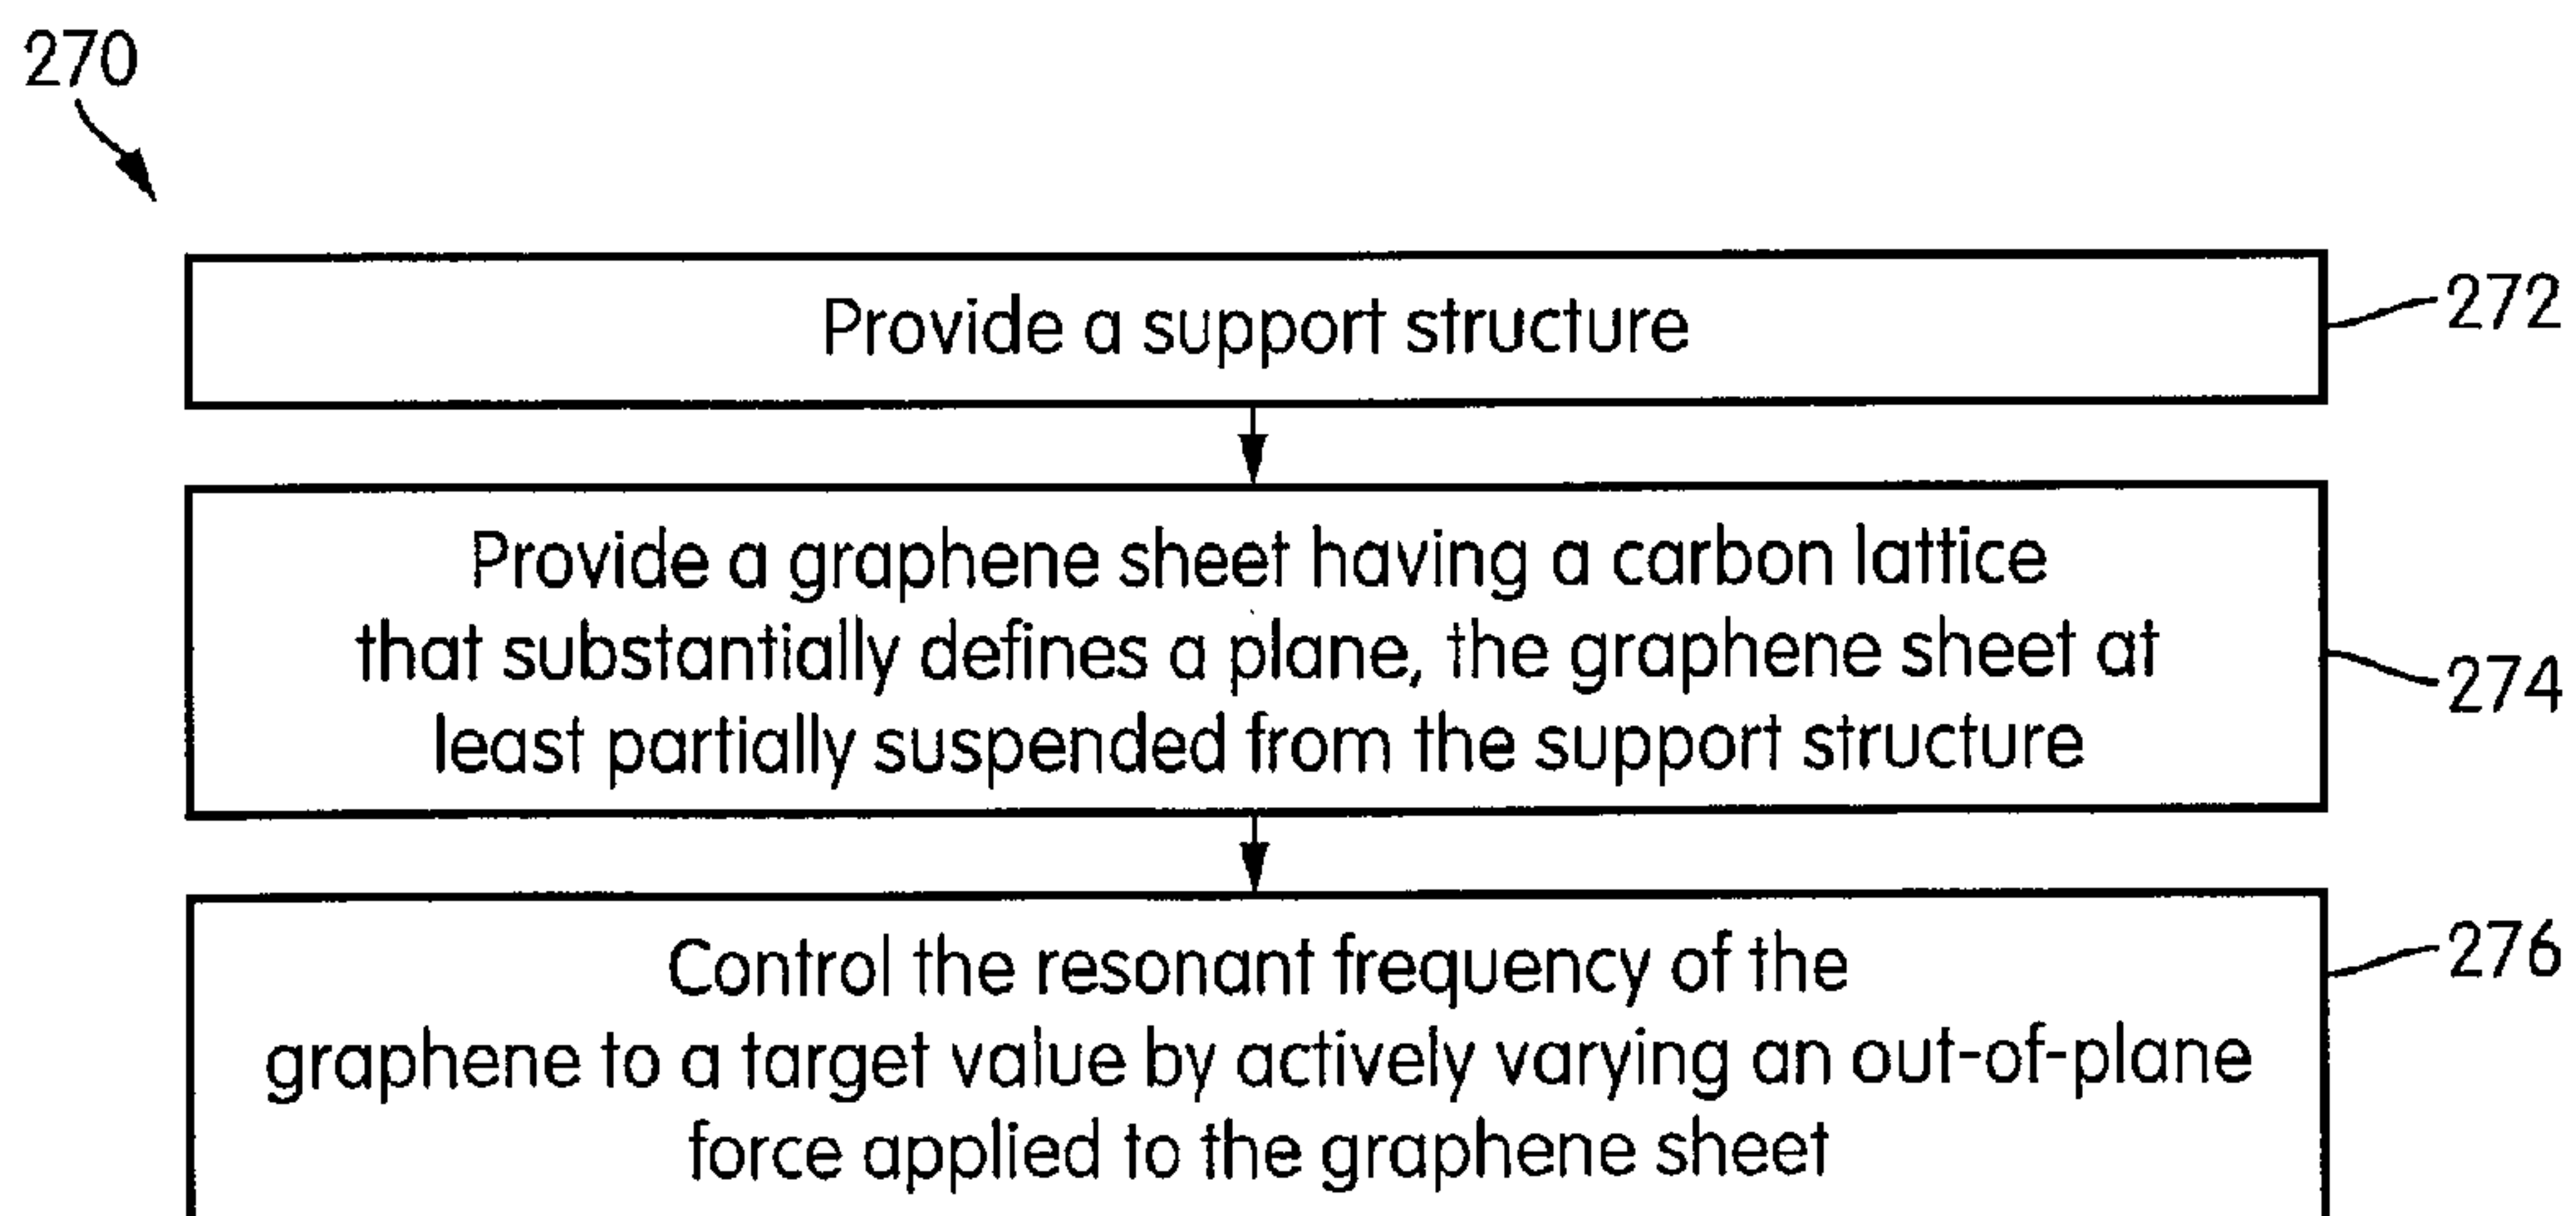 270
Provide a support structure
272
Provide a graphene sheet having a carbon lattice
that substantially defines a plane, the graphene sheet at
least partially suspended from the support structure
274
Control the resonant frequency of the
graphene to a target value by actively varying an out-of-plane
force applied to the graphene sheet
276